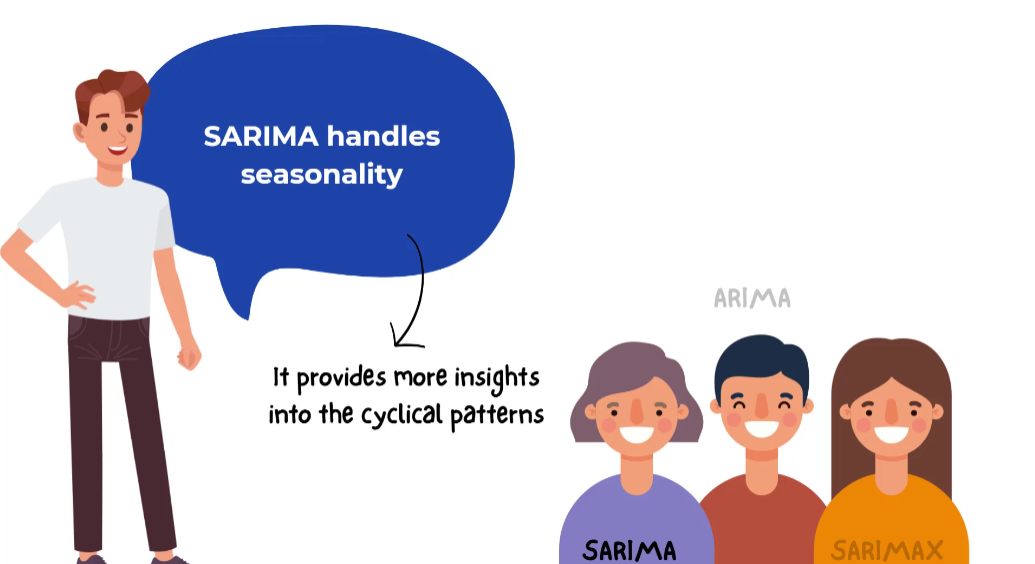 SARIMA handles
seasonality
It provides more insights
into the cyclical patterns
ARIMA
SARIMA
SARIMAX